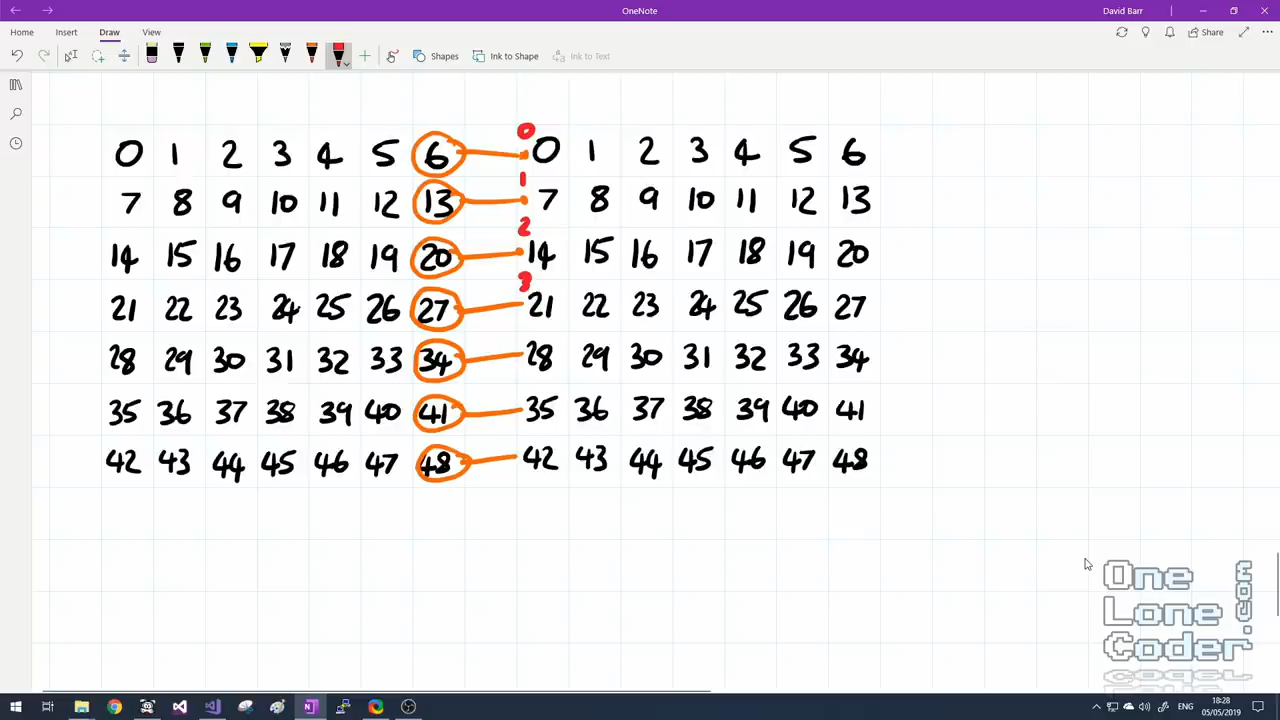 OneNote
David Barr
Home Insert Draw View
Share
Shapes Ink to Shape Ink to Text
0 1 2 3
0 1 2 3 4 5 6 0 1 2 3 4 5 6
7 8 9 10 11 12 13 7 8 9 10 11 12 13
14 15 16 17 18 19 20 14 15 16 17 18 19 20
21 22 23 24 25 26 27 21 22 23 24 25 26 27
28 29 30 31 32 33 34 28 29 30 31 32 33 34
35 36 37 38 39 40 41 35 36 37 38 39 40 41
42 43 44 45 46 47 48 42 43 44 45 46 47 48
One
Lone
Coder
.com
ENG
18:28
05/05/2019